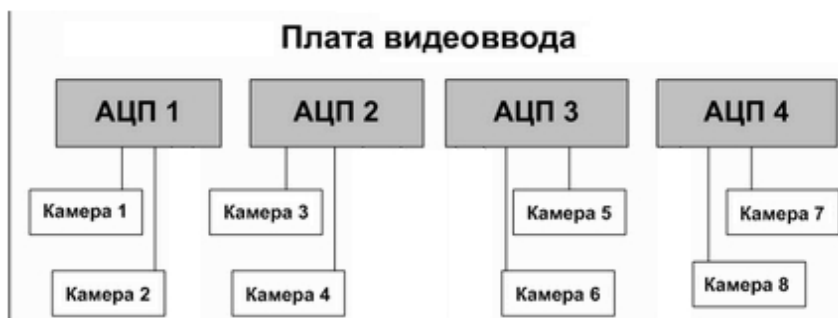 Плата видеоввода
АЦП 1
АЦП 2
АЦП 3
АЦП 4
Камера 1
Камера 3
Камера 5
Камера 7
Камера 2
Камера 4
Камера 6
Камера 8